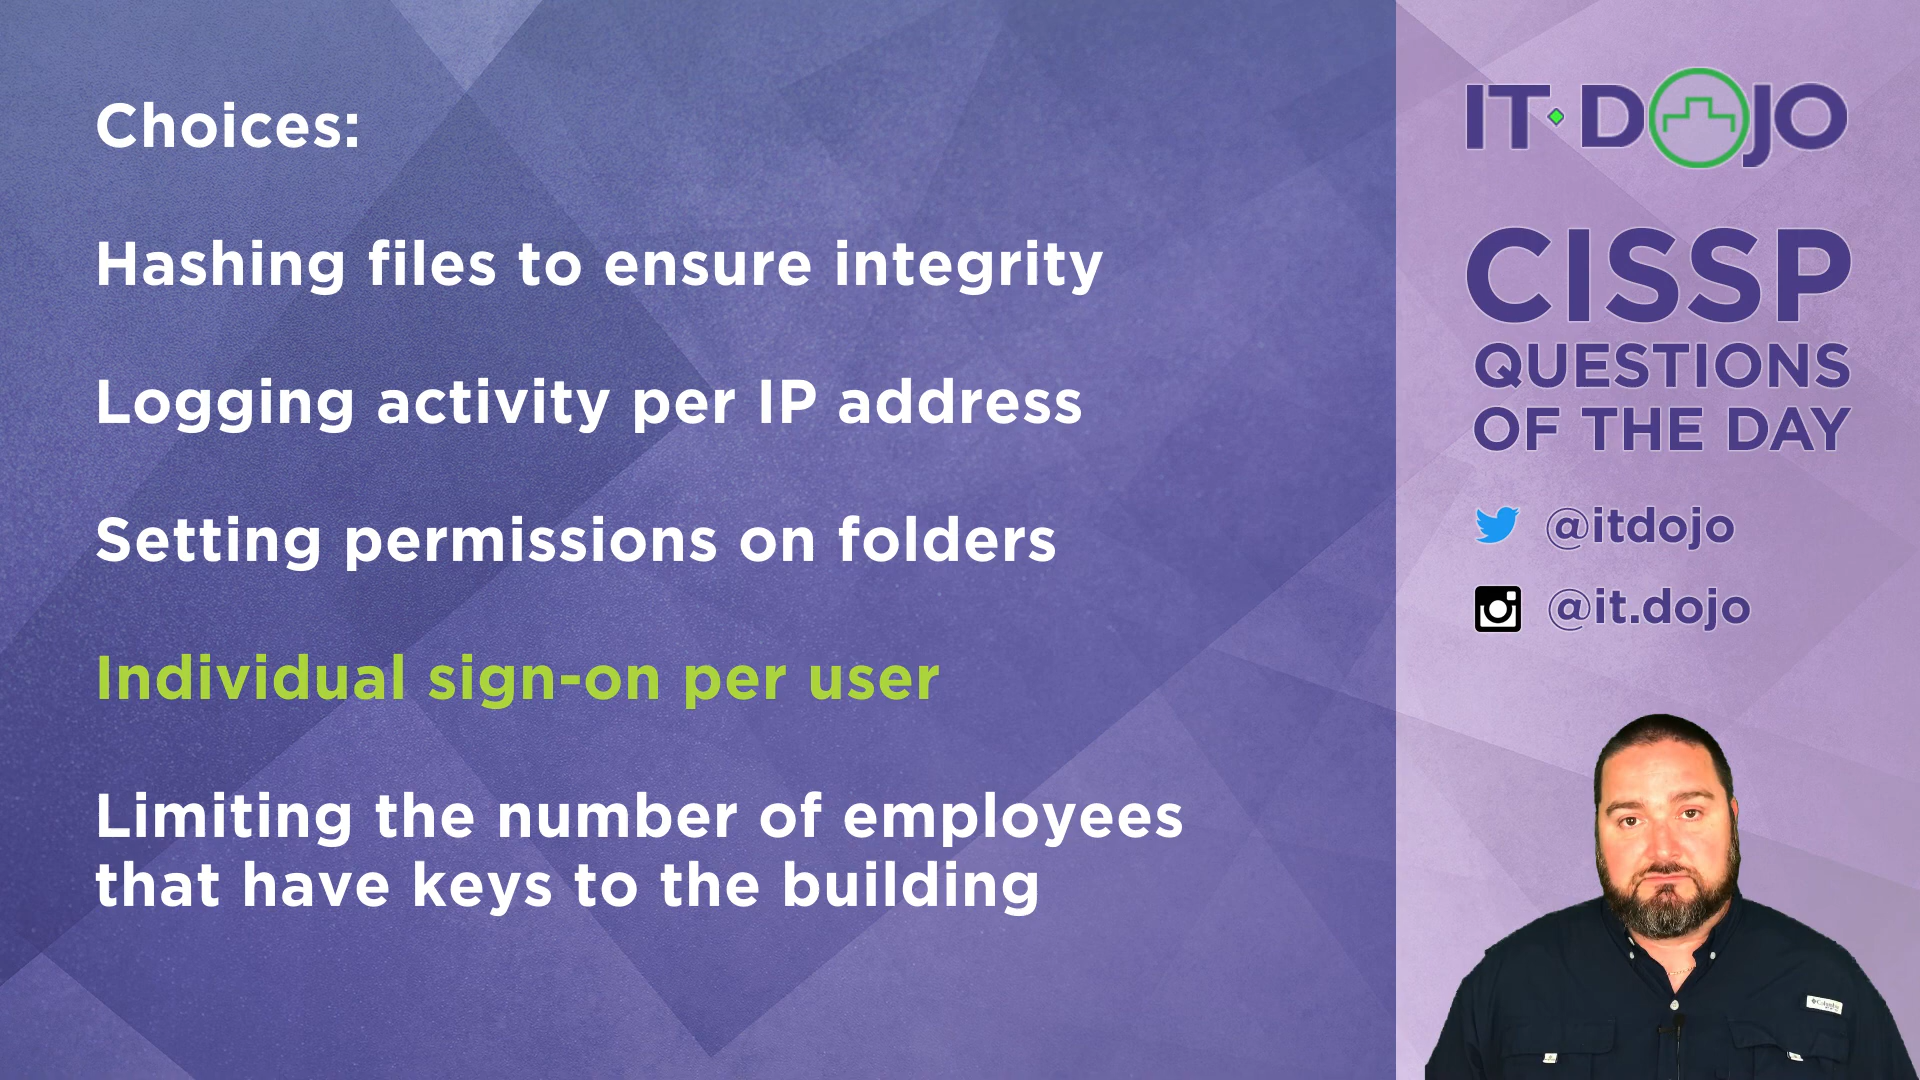 Choices:
Hashing files to ensure integrity
Logging activity per IP address
Setting permissions on folders
Individual sign-on per user
Limiting the number of employees
that have keys to the building
IT DOJO
CISSP
QUESTIONS
OF THE DAY
@itdojo
@it.dojo
Columbia